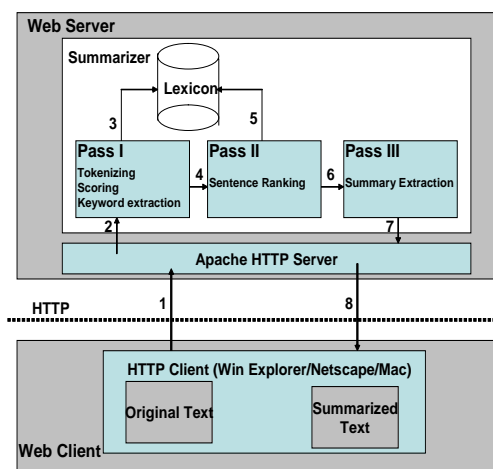 Web Server
Summarizer
Lexicon
3
5
Pass I
Tokenizing
Scoring
Keyword extraction
4
Pass II
Sentence Ranking
6
Pass III
Summary Extraction
2
7
Apache HTTP Server
1
8
HTTP
HTTP Client (Win Explorer/Netscape/Mac)
Original Text
Summarized
Text
Web Client